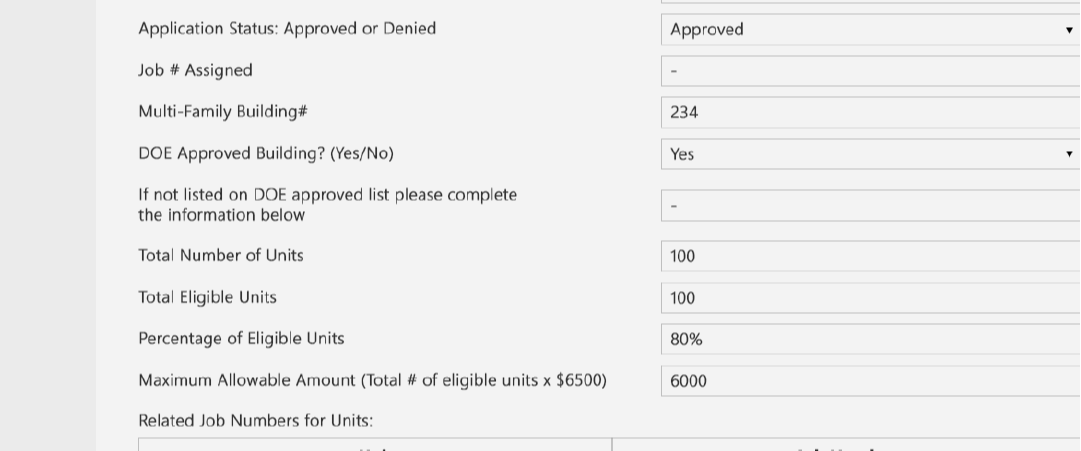 Application Status: Approved or Denied
Approved
Job # Assigned
-
Multi-Family Building#
234
DOE Approved Building? (Yes/No)
Yes
If not listed on DOE approved list please complete
the information below
-
Total Number of Units
100
Total Eligible Units
100
Percentage of Eligible Units
80%
Maximum Allowable Amount (Total # of eligible units x $6500)
6000
Related Job Numbers for Units: